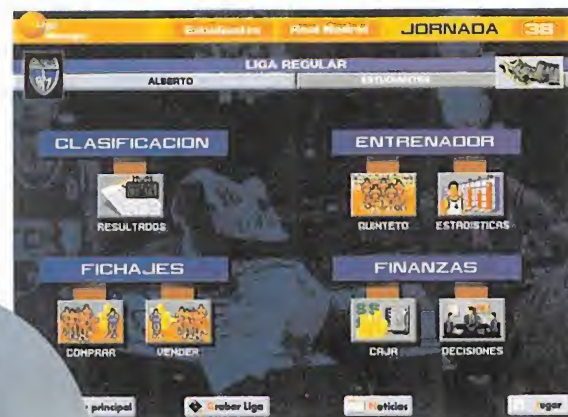 Estudiantes Real Madrid JORNADA 38
LIGA REGULAR
ALBERTO ESTUDIANTES
CLASIFICACION ENTRENADOR
RESULTADOS QUINTETO ESTADISTICAS
FICHAJES FINANZAS
COMPRAR VENDER CAJA DECISIONES
principal Grabar Liga Noticias Jugar